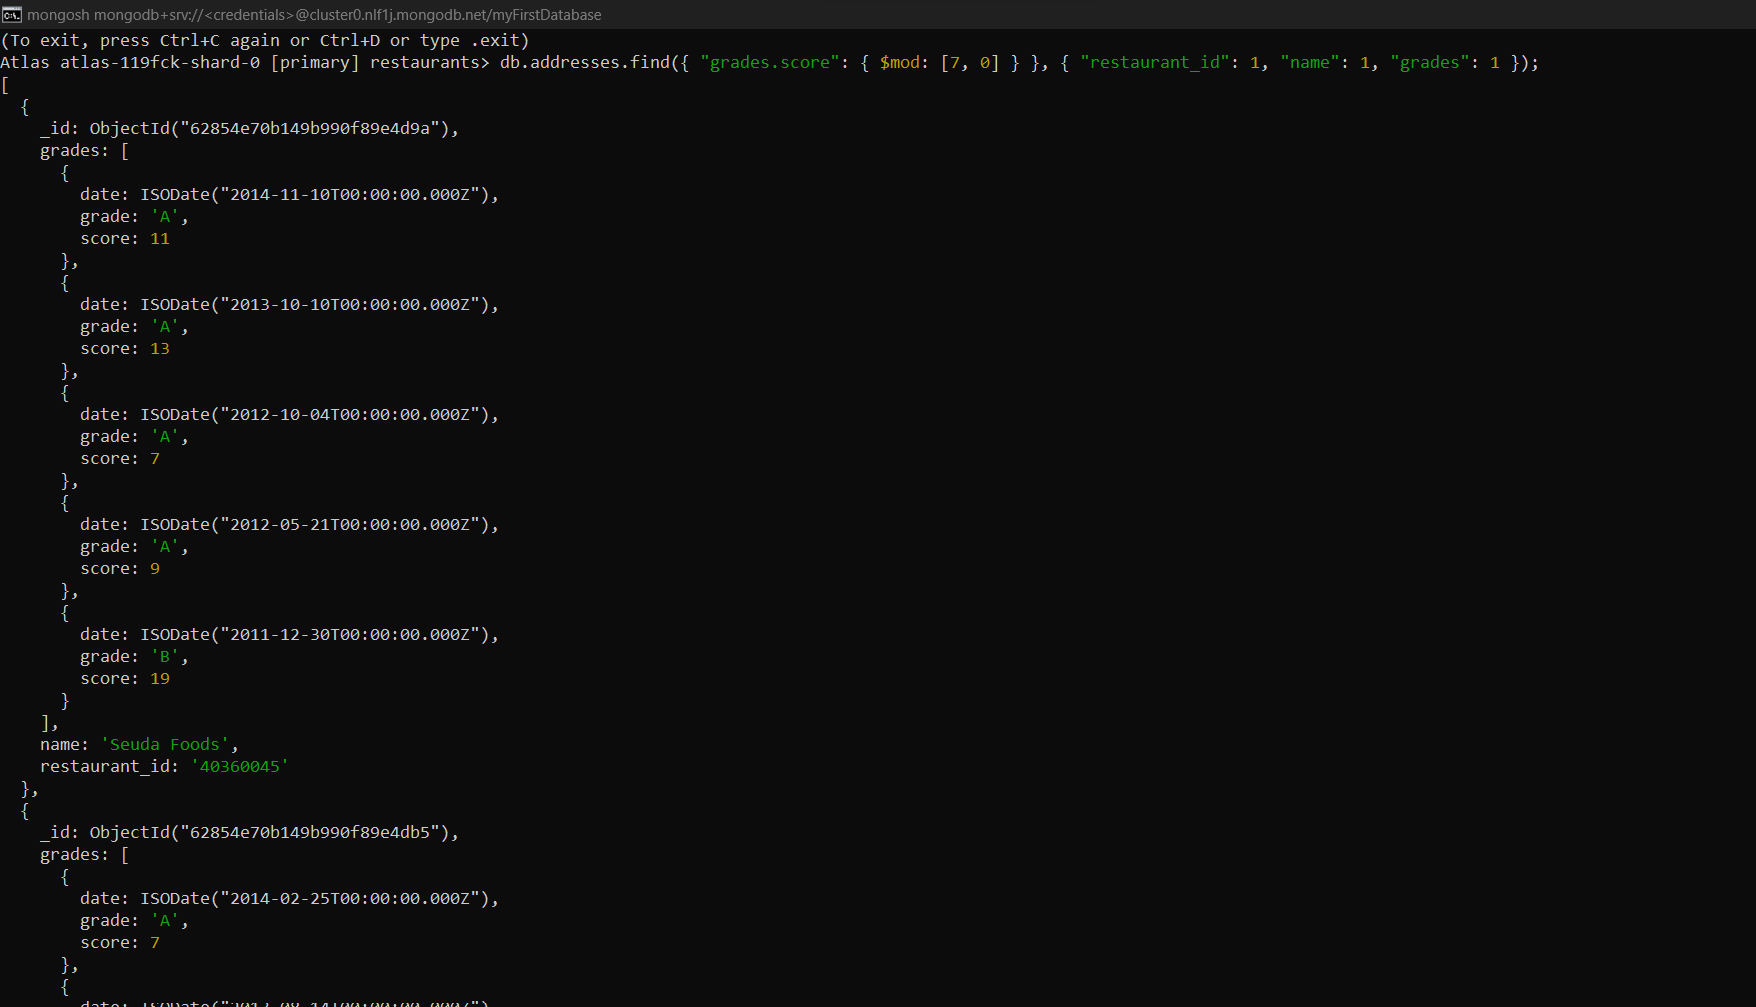 mongosh mongodb+srv://<credentials>@cluster0.nlf1j.mongodb.net/myFirstDatabase
(To exit, press Ctrl+C again or Ctrl+D or type .exit)
Atlas atlas-119fck-shard-0 [primary] restaurants> db.addresses.find({ "grades.score": { $mod: [7, 0] } }, { "restaurant_id": 1, "name": 1, "grades": 1 });
[
  {
    _id: ObjectId("62854e70b149b990f89e4d9a"),
    grades: [
      {
        date: ISODate("2014-11-10T00:00:00.000Z"),
        grade: 'A',
        score: 11
      },
      {
        date: ISODate("2013-10-10T00:00:00.000Z"),
        grade: 'A',
        score: 13
      },
      {
        date: ISODate("2012-10-04T00:00:00.000Z"),
        grade: 'A',
        score: 7
      },
      {
        date: ISODate("2012-05-21T00:00:00.000Z"),
        grade: 'A',
        score: 9
      },
      {
        date: ISODate("2011-12-30T00:00:00.000Z"),
        grade: 'B',
        score: 19
      }
    ],
    name: 'Seuda Foods',
    restaurant_id: '40360045'
  },
  {
    _id: ObjectId("62854e70b149b990f89e4db5"),
    grades: [
      {
        date: ISODate("2014-02-25T00:00:00.000Z"),
        grade: 'A',
        score: 7
      },
      {